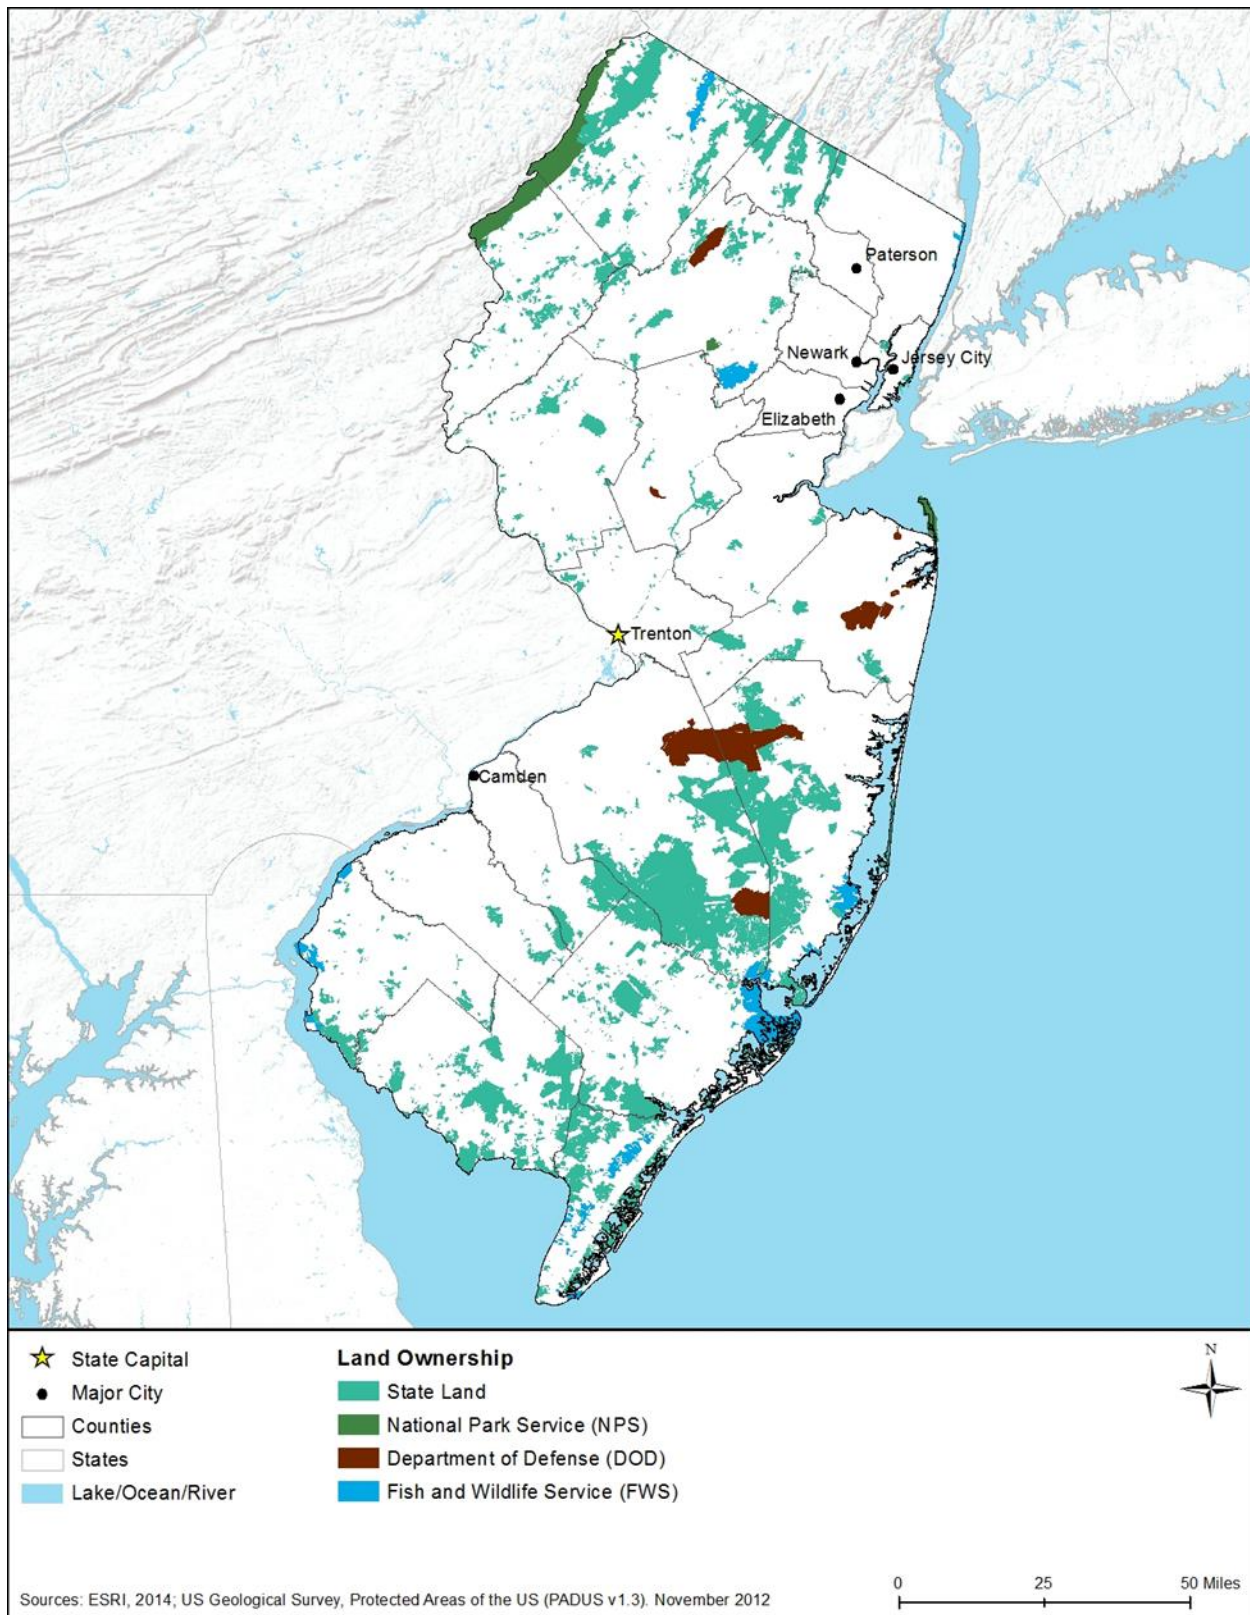 Paterson
Newark
Jersey City
Elizabeth
Trenton
Camden
State Capital
Major City
Counties
States
Lake/Ocean/River
Land Ownership
State Land
National Park Service (NPS)
Department of Defense (DOD)
Fish and Wildlife Service (FWS)
N
0 25 50 Miles
Sources: ESRI, 2014; US Geological Survey, Protected Areas of the US (PADUS v1.3). November 2012